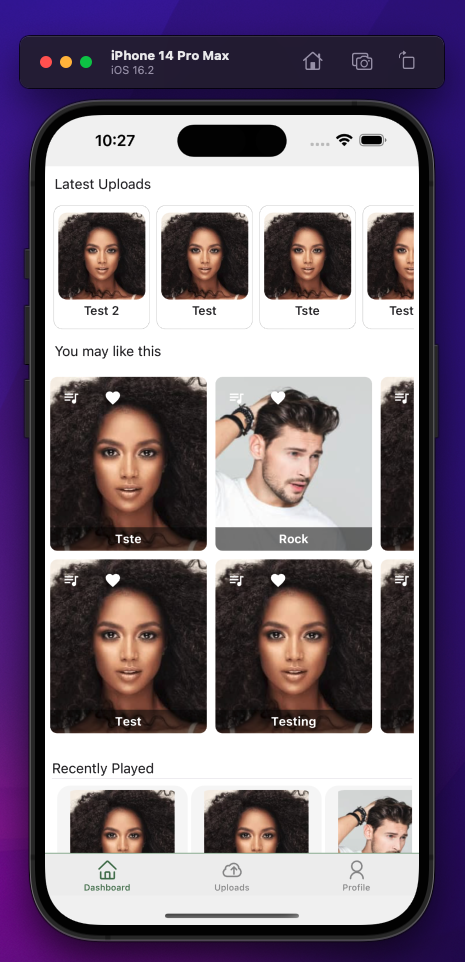 iPhone 14 Pro Max
iOS 16.2
10:27
Latest Uploads
Test 2
Test
Tste
Test
You may like this
Tste
Rock
Test
Testing
Recently Played
Dashboard
Uploads
Profile